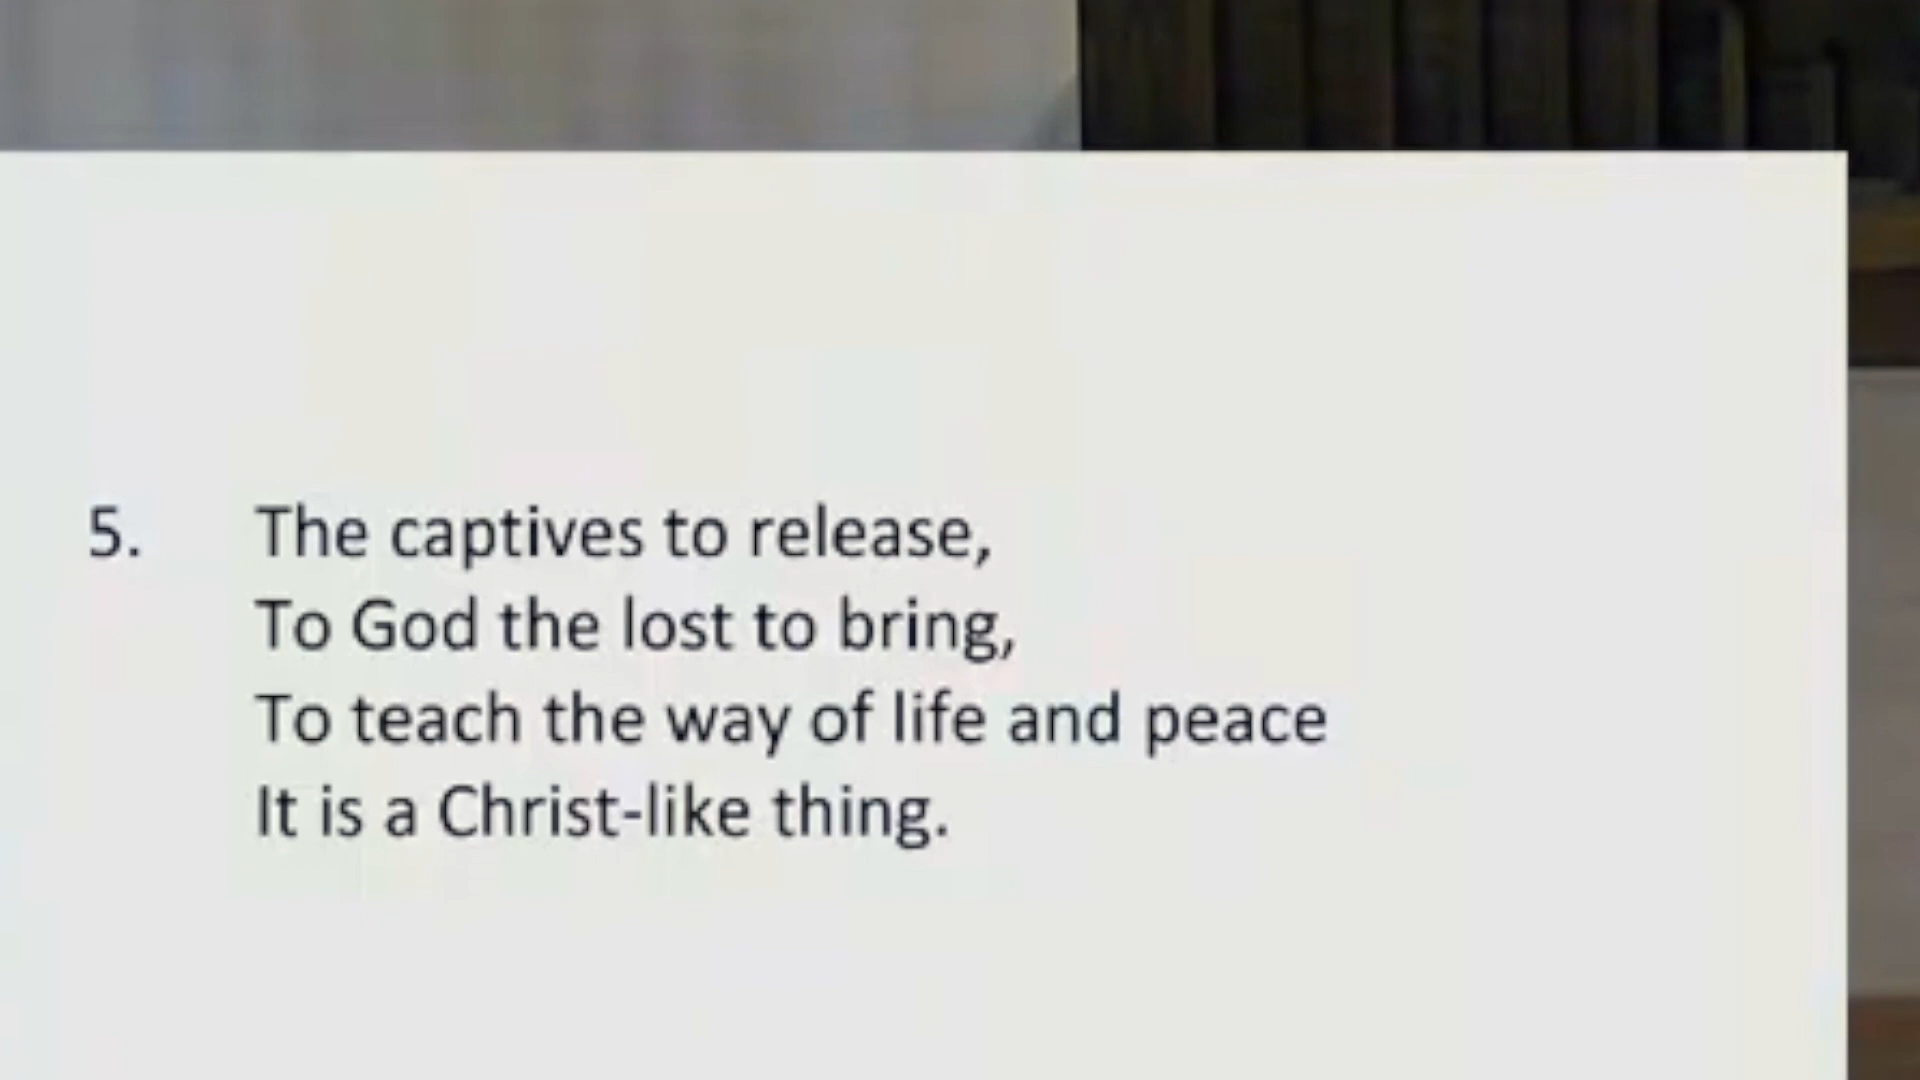 5. The captives to release,
To God the lost to bring,
To teach the way of life and peace
It is a Christ-like thing.